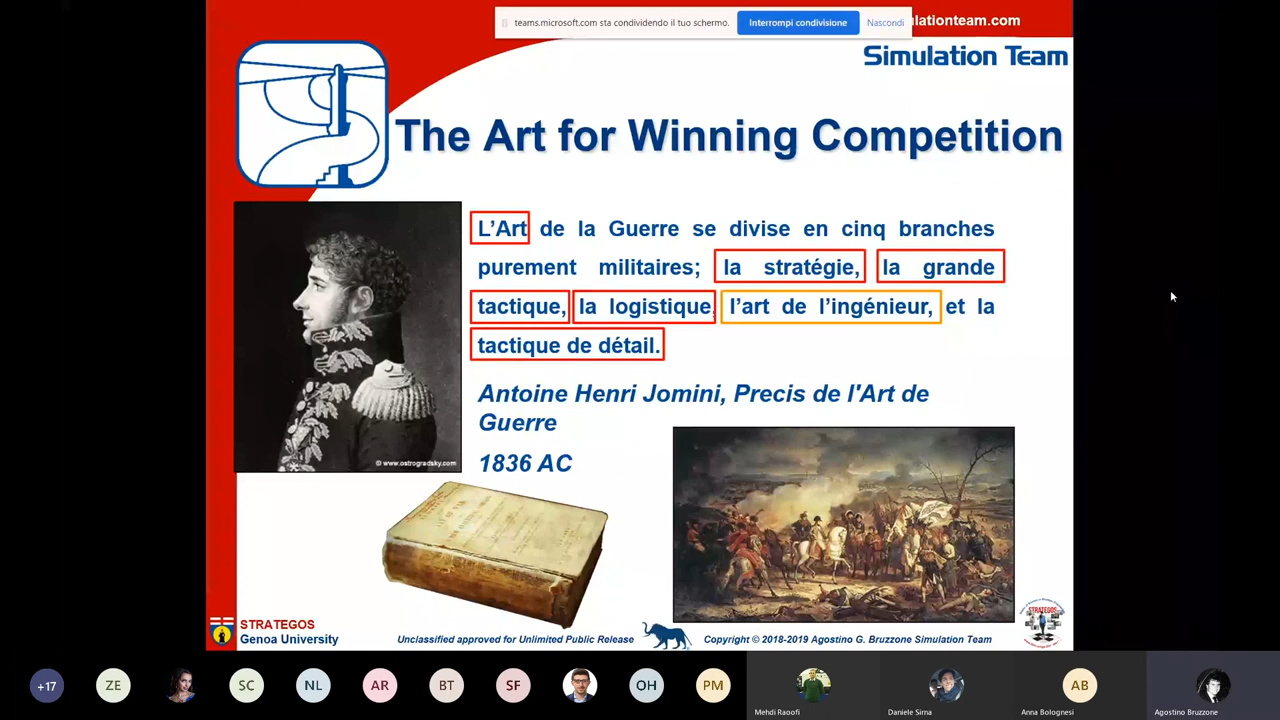 teams.microsoft.com sta condividendo il tuo schermo.
Interrompi condivisione
Nascondi
lationteam.com
Simulation Team
The Art for Winning Competition
L’Art de la Guerre se divise en cinq branches
purement militaires; la stratégie, la grande
tactique, la logistique, l’art de l’ingénieur, et la
tactique de détail.
Antoine Henri Jomini, Precis de l'Art de
Guerre
1836 AC
© www.ostrogradsky.com
STRATEGOS
Genoa University
Unclassified approved for Unlimited Public Release
Copyright © 2018-2019 Agostino G. Bruzzone Simulation Team
STRATEGOS
+17
ZE
SC
NL
AR
BT
SF
OH
PM
AB
Mehdi Raoofi
Daniele Sirna
Anna Bolognesi
Agostino Bruzzone